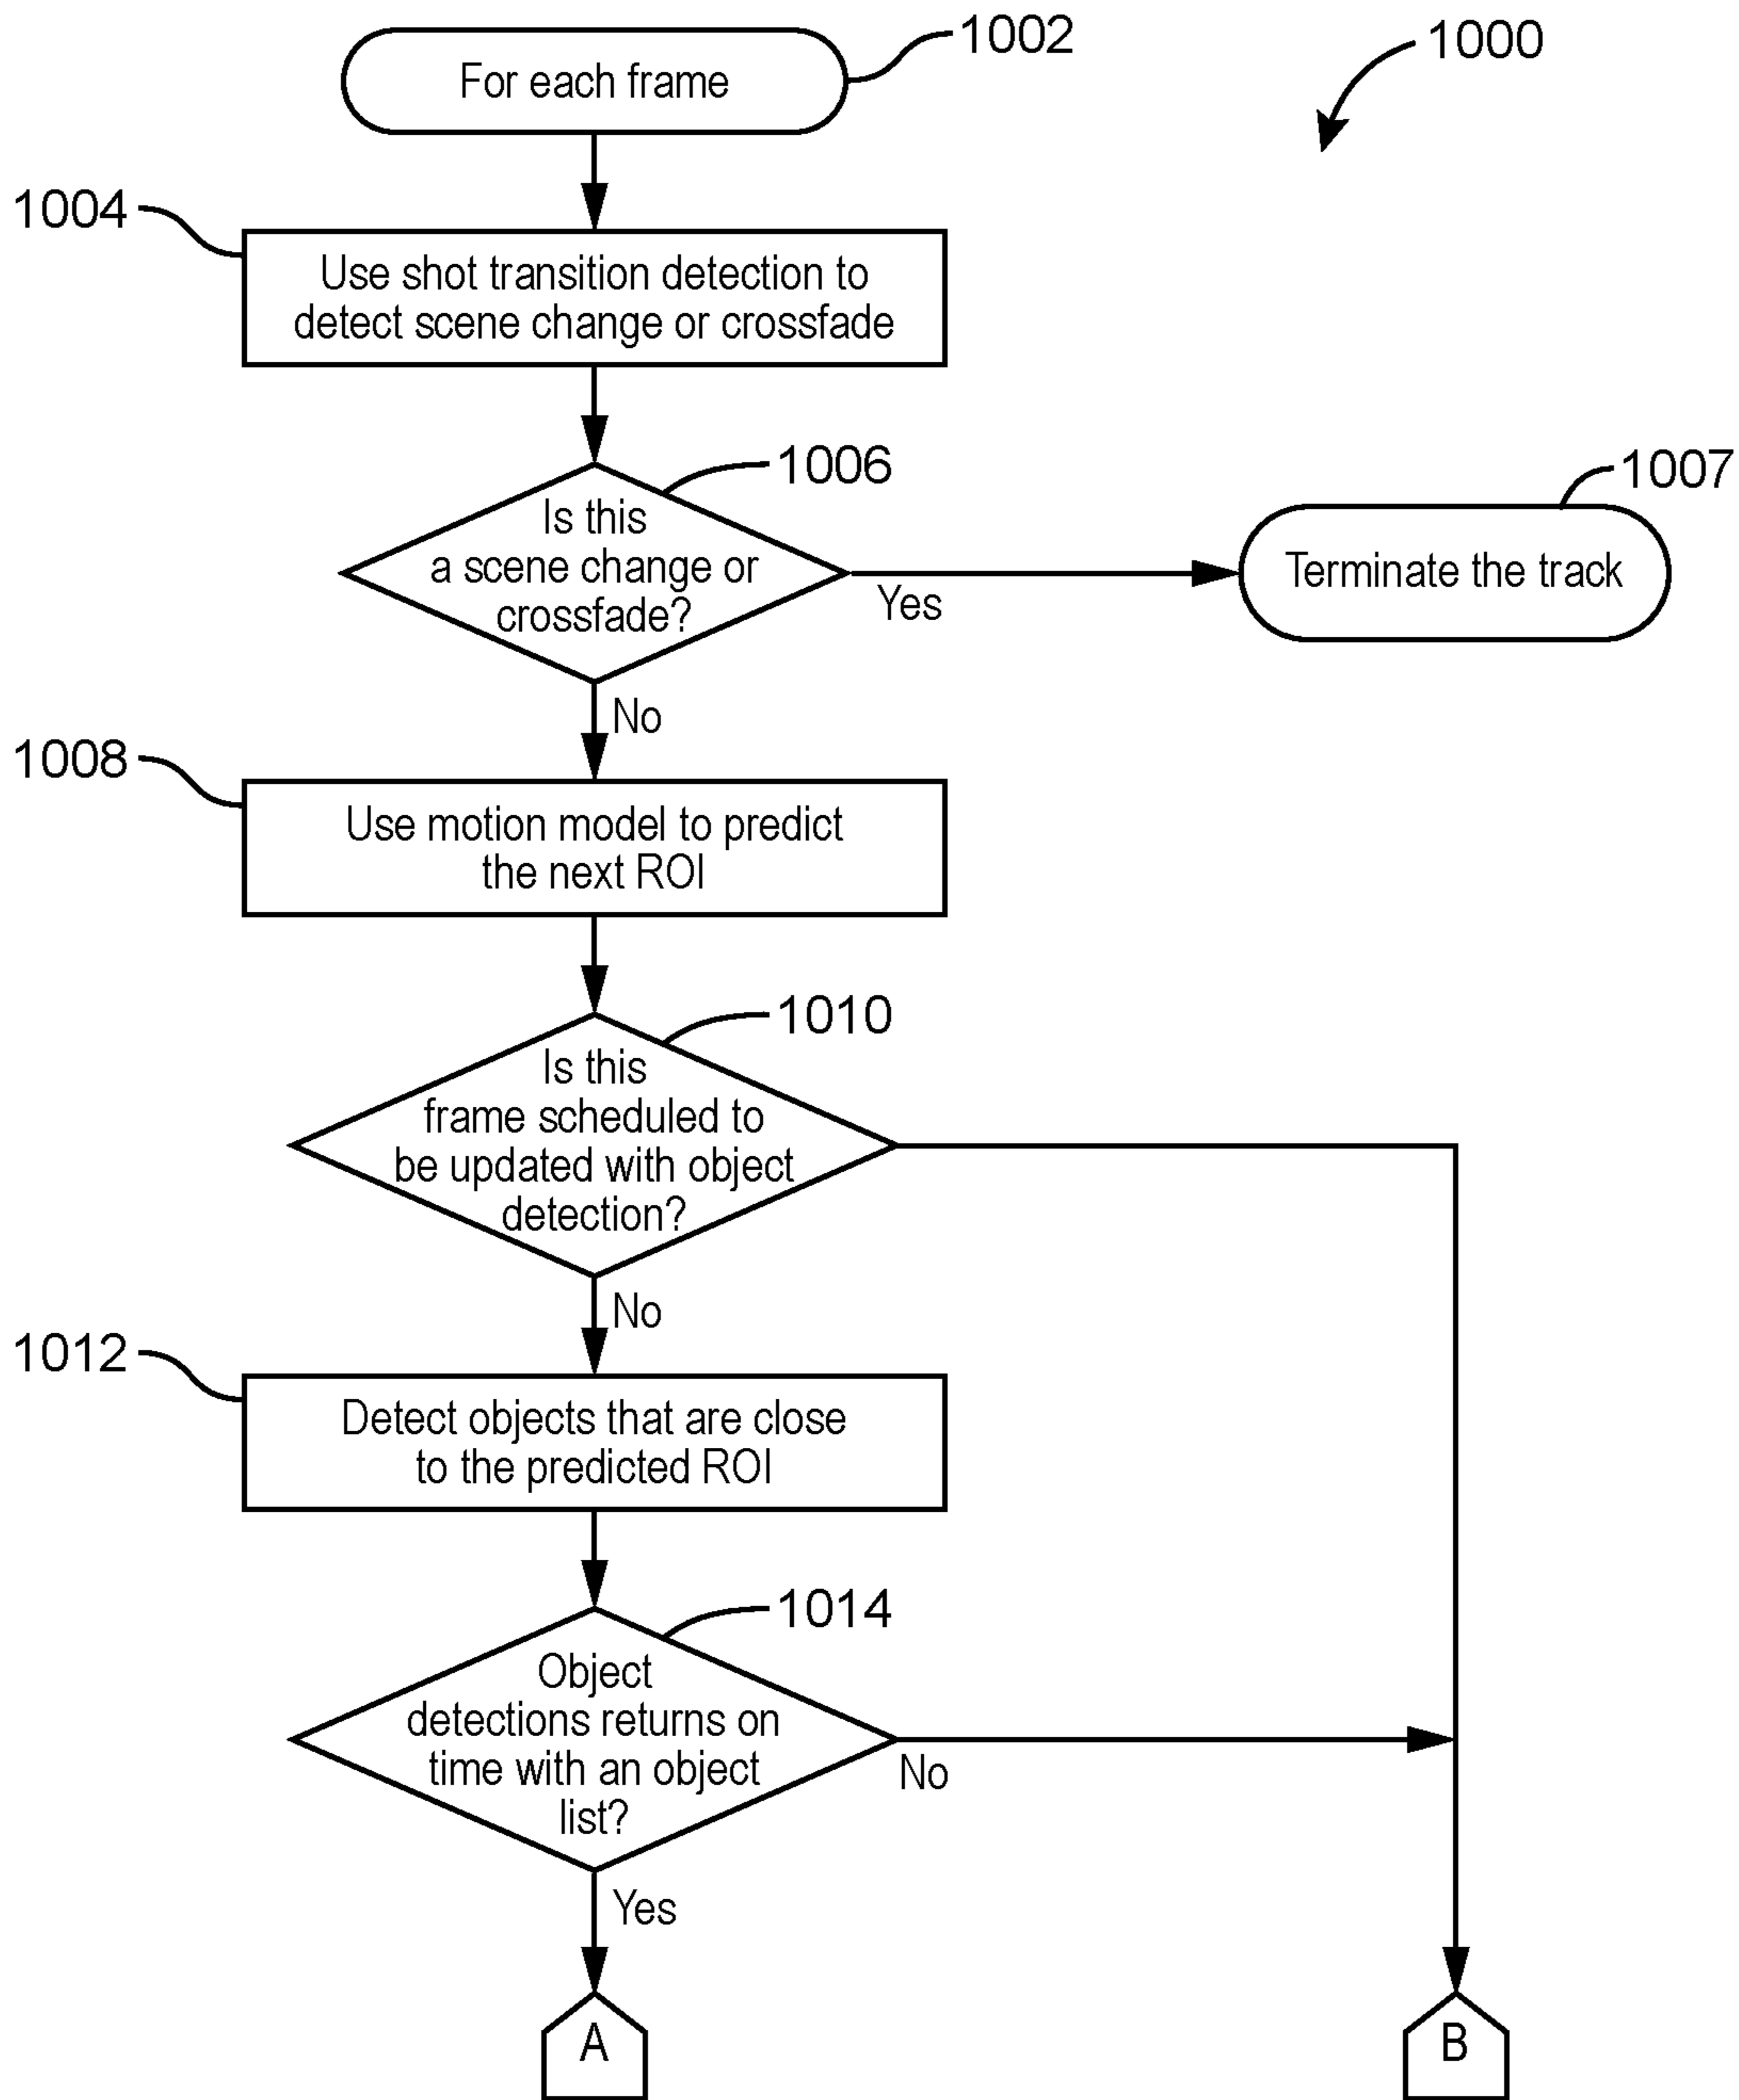 1002
1000
For each frame
1004
Use shot transition detection to
detect scene change or crossfade
1006
1007
Is this
a scene change or
crossfade?
Yes
Terminate the track
No
1008
Use motion model to predict
the next ROI
1010
Is this
frame scheduled to
be updated with object
detection?
No
1012
Detect objects that are close
to the predicted ROI
1014
Object
detections returns on
time with an object
list?
No
Yes
A
B